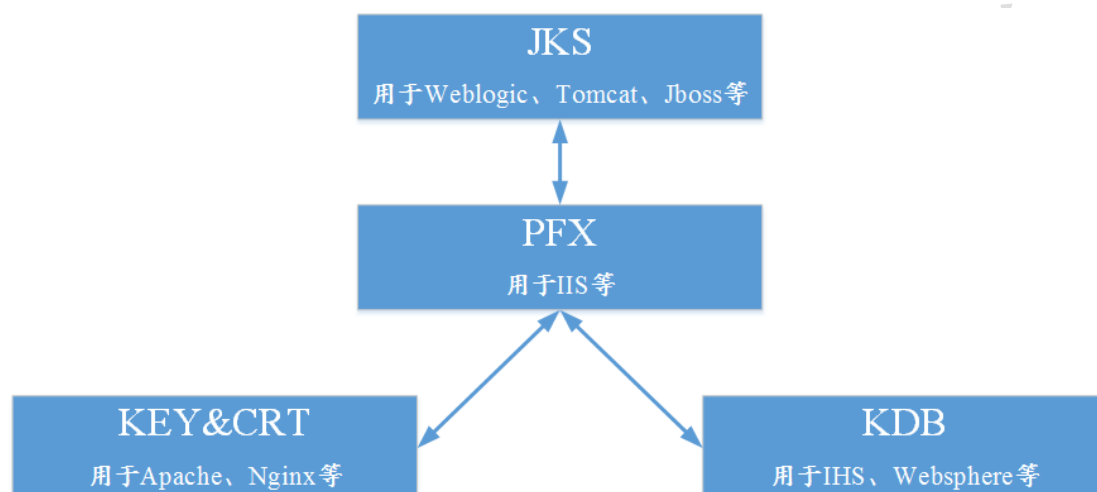 JKS
用于Weblogic、Tomcat、Jboss等
PFX
用于IIS等
KEY&CRT
用于Apache、Nginx等
KDB
用于IHS、Websphere等